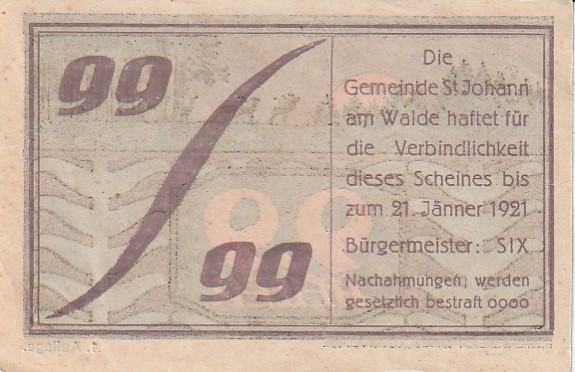 99
99
Die
Gemeinde St Johann
am Walde haftet für
die Verbindlichkeit
dieses Scheines bis
zum 21. Jänner 1921
Bürgermeister: SIX
Nachahmungen werden
gesetzlich bestraft oooo